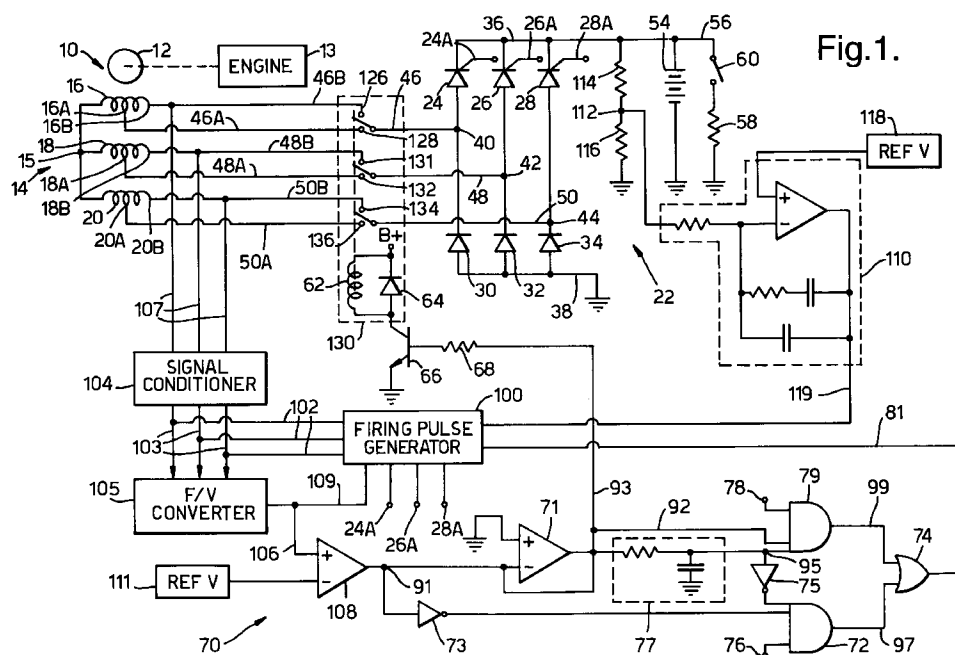 Fig.1.
10
12
13
ENGINE
16
16A
16B
15
14
18
18A
18B
20
20A
20B
46B
46A
48B
48A
50B
50A
126
46
128
131
132
48
134
136
50
B+
62
64
130
66
68
24A
36
26A
28A
24
26
28
40
42
44
30
32
34
38
22
54
56
60
58
114
112
116
118
REF V
110
119
81
107
104
SIGNAL
CONDITIONER
102
103
100
FIRING PULSE
GENERATOR
105
F/V
CONVERTER
109
106
24A
26A
28A
111
REF V
108
70
91
73
71
93
92
77
78
79
95
75
76
72
97
99
74
+
−
+
−
+
−